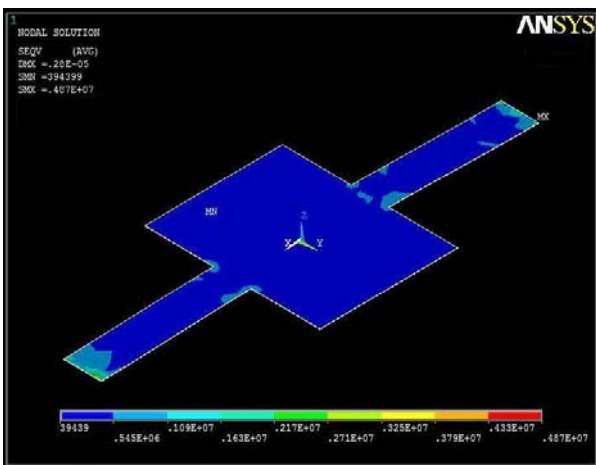 1
NODAL SOLUTION
ANSYS
SEQV (AVG)
DMX =.28E-05
SMN =394399
SMX =.487E+07
MX
MN
Z
X Y
39439 .109E+07 .217E+07 .325E+07 .433E+07
.545E+06 .163E+07 .271E+07 .379E+07 .487E+07